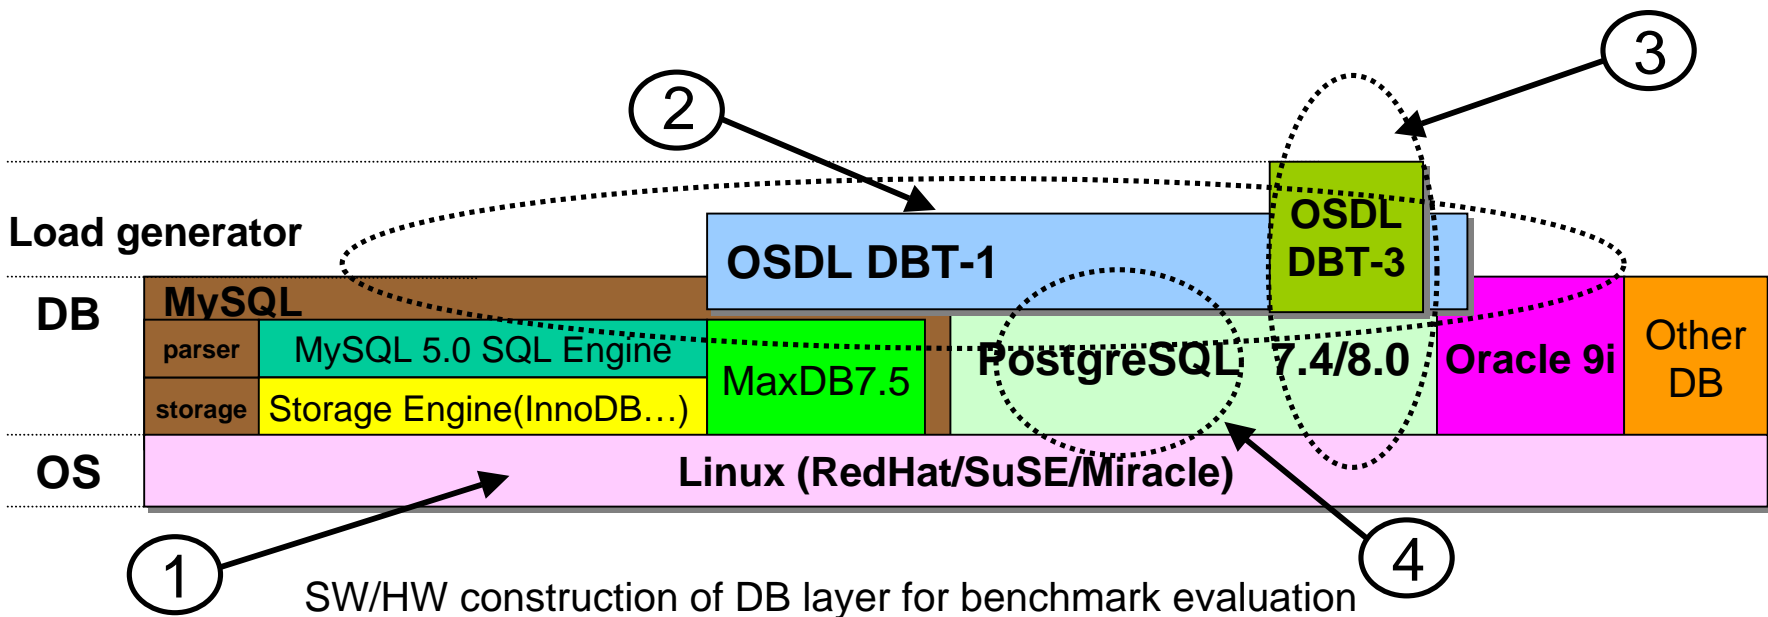 3
2
Load generator
OSDL DBT-1
OSDL
DBT-3
DB
MySQL
parser
MySQL 5.0 SQL Engine
storage
Storage Engine(InnoDB…)
MaxDB7.5
PostgreSQL 7.4/8.0
Oracle 9i
Other
DB
OS
Linux (RedHat/SuSE/Miracle)
1
4
SW/HW construction of DB layer for benchmark evaluation